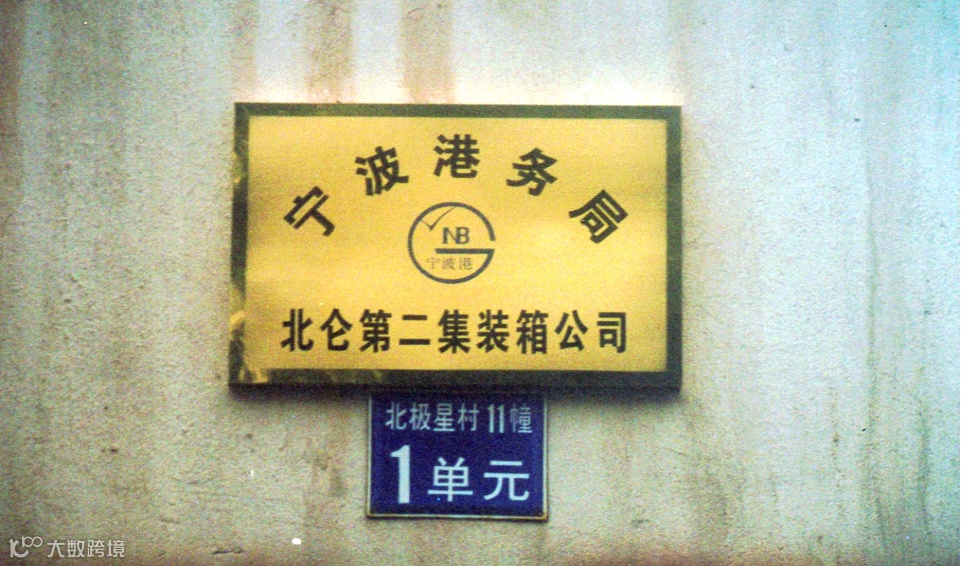 宁波港务局
NB
宁波港
北仑第二集装箱公司
北极星村 11幢
1单元
大数跨境